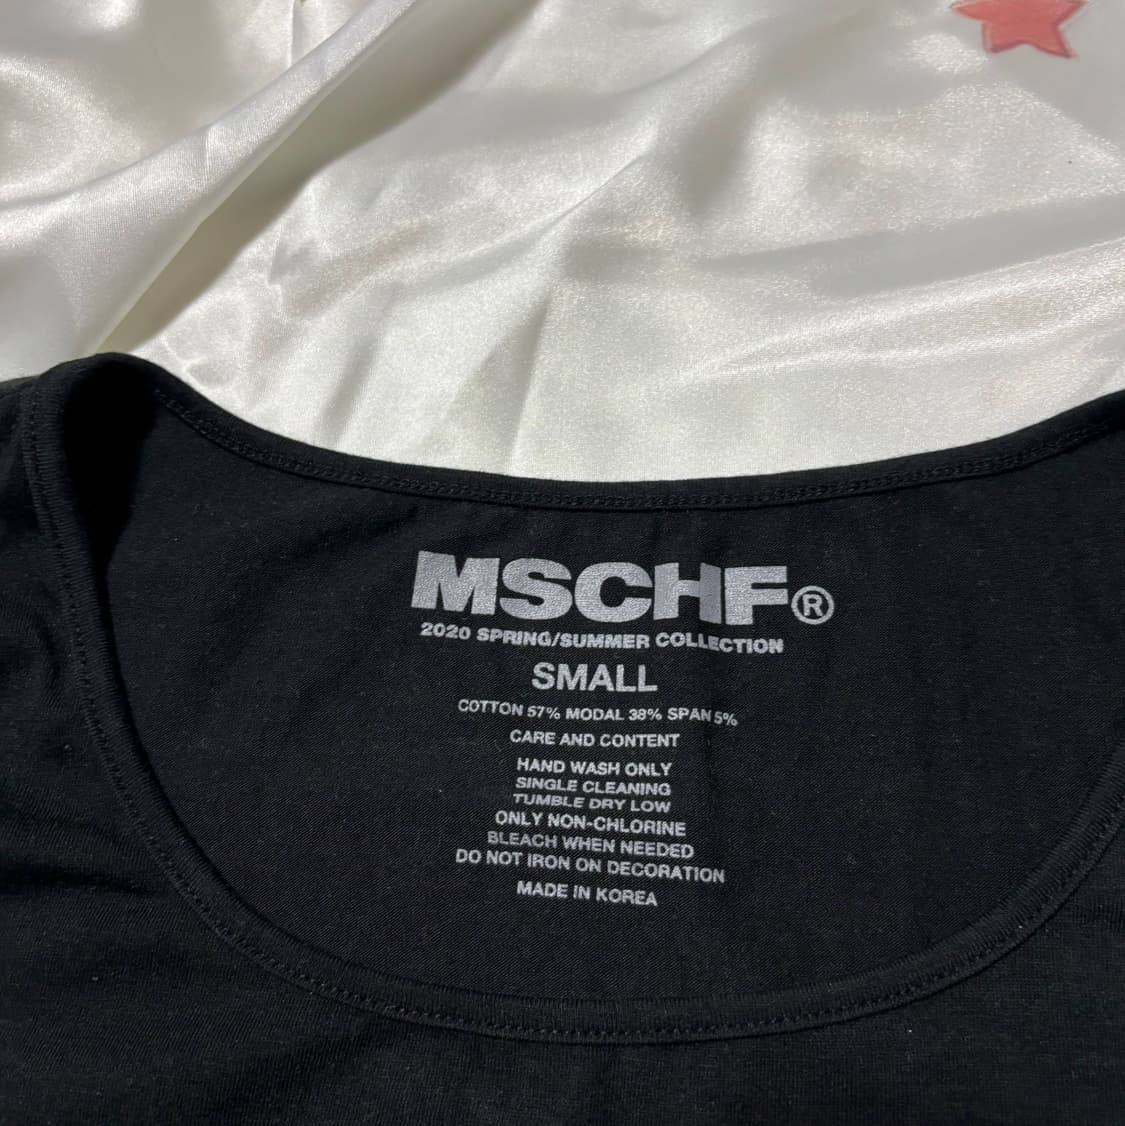 MSCHF®
2020 SPRING/SUMMER COLLECTION
SMALL
COTTON 57% MODAL 38% SPAN 5%
CARE AND CONTENT
HAND WASH ONLY
SINGLE CLEANING
TUMBLE DRY LOW
ONLY NON-CHLORINE
BLEACH WHEN NEEDED
DO NOT IRON ON DECORATION
MADE IN KOREA